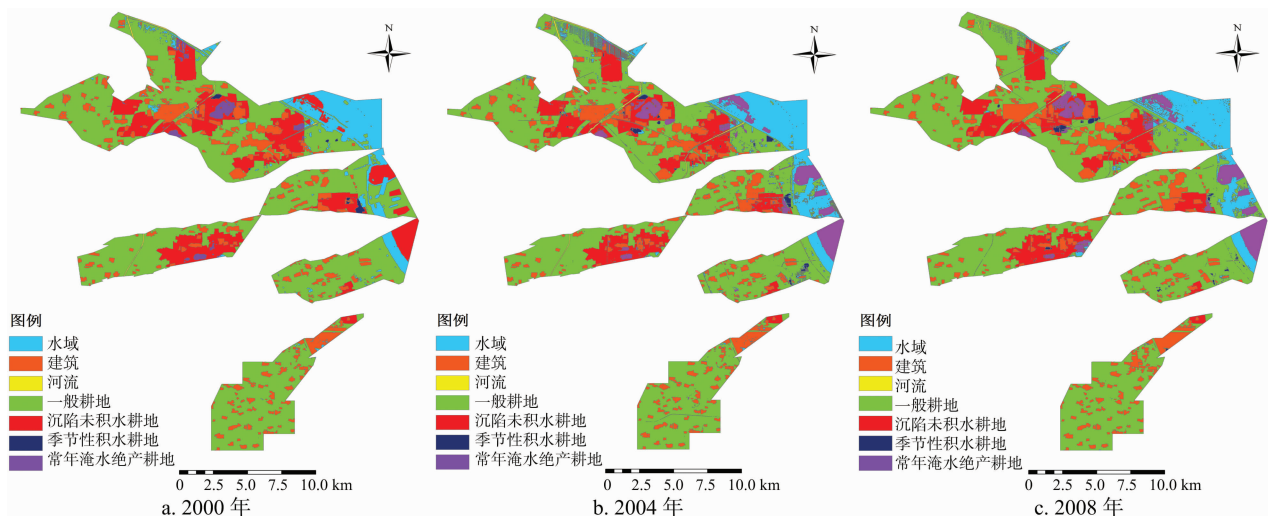 N
N
N
图例
水域
建筑
河流
一般耕地
沉陷未积水耕地
季节性积水耕地
常年淹水绝产耕地
0 2.5 5.0 7.5 10.0 km
a. 2000 年
图例
水域
建筑
河流
一般耕地
沉陷未积水耕地
季节性积水耕地
常年淹水绝产耕地
0 2.5 5.0 7.5 10.0 km
b. 2004 年
图例
水域
建筑
河流
一般耕地
沉陷未积水耕地
季节性积水耕地
常年淹水绝产耕地
0 2.5 5.0 7.5 10.0 km
c. 2008 年